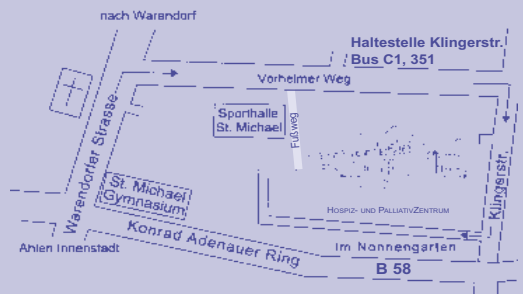 nach Warendorf
Haltestelle Klingerstr.
Bus C1, 351
Vorhelmer Weg
Warendorfer Strasse
Sporthalle
St. Michael
Fußweg
Klingerstr.
St. Michael
Gymnasium
HOSPIZ- UND PALLIATIVZENTRUM
Konrad Adenauer Ring
Im Nonnengarten
Ahlen Innenstadt
B 58